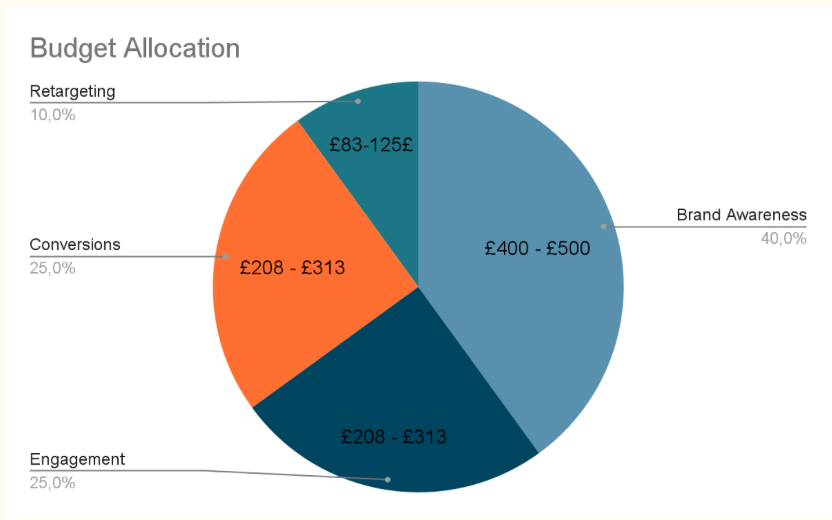 Budget Allocation
Retargeting
10,0%
£83-125£
Brand Awareness
40,0%
£400 - £500
Conversions
25,0%
£208 - £313
£208 - £313
Engagement
25,0%